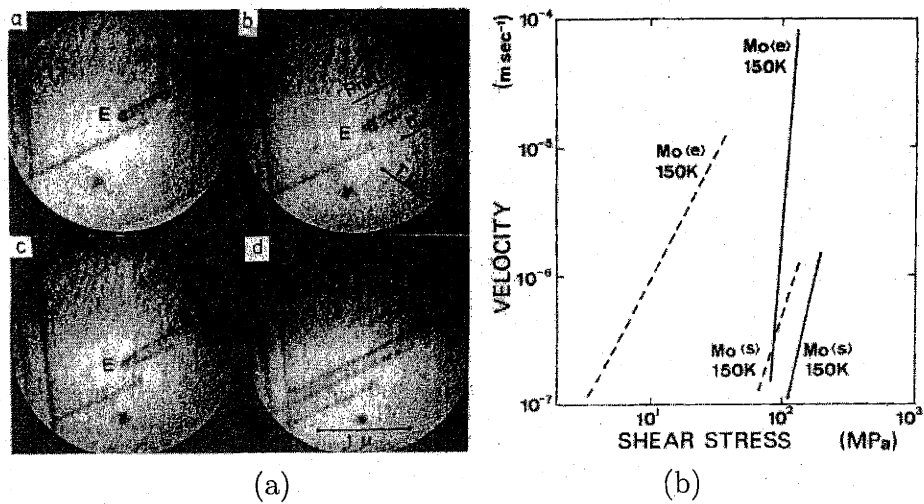 a
b
E
E
c
d
E
1 μ
(a)
10⁻⁴
(m sec⁻¹)
Mo(e)
150K
10⁻⁵
Mo(e)
150K
VELOCITY
10⁻⁶
Mo(s)
150K
Mo(s)
150K
10⁻⁷
10¹
10²
10³
SHEAR STRESS (MPa)
(b)